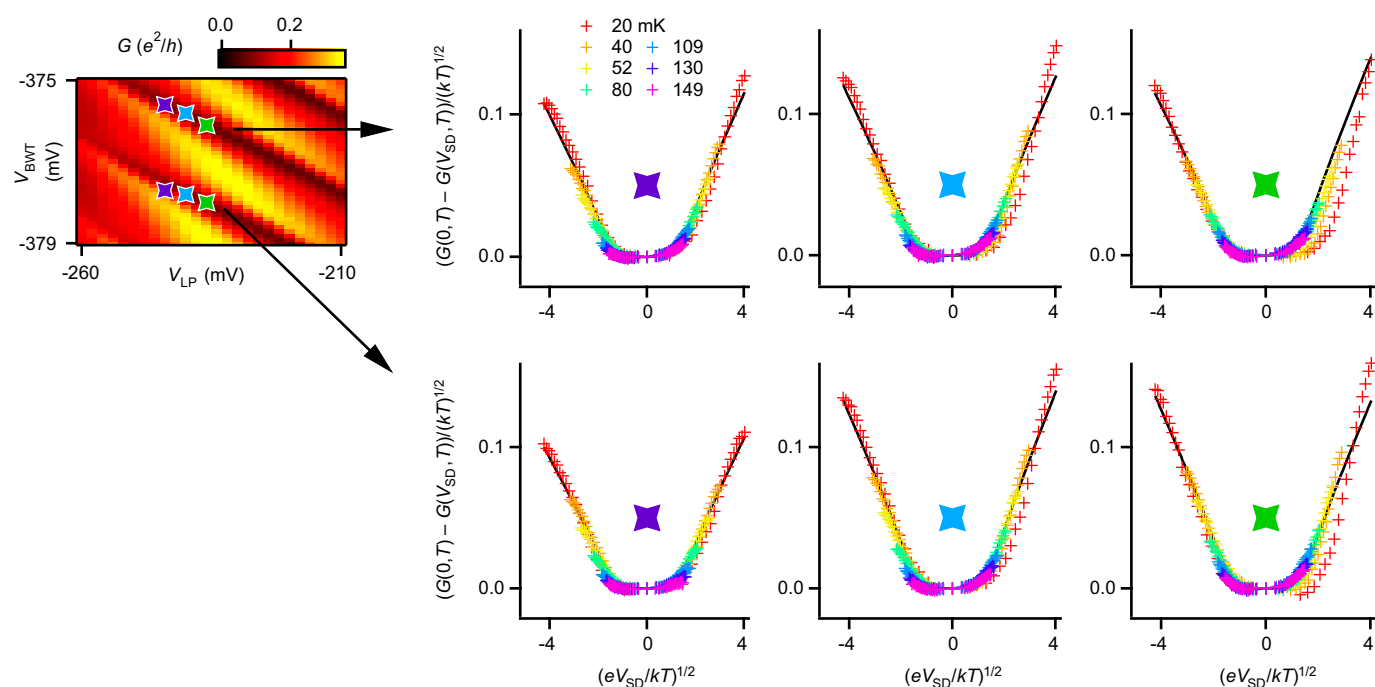 0.0 0.2
G (e²/h)
-375
V_BWT
(mV)
-379
-260 -210
V_LP (mV)
(G(0,T) − G(V_SD,T))/(kT)^1/2
20 mK
40 109
52 130
80 149
0.1
0.0
-4 0 4
0.1
0.0
-4 0 4
0.1
0.0
-4 0 4
(G(0,T) − G(V_SD,T))/(kT)^1/2
0.1
0.0
-4 0 4
(eV_SD/kT)^1/2
0.1
0.0
-4 0 4
(eV_SD/kT)^1/2
0.1
0.0
-4 0 4
(eV_SD/kT)^1/2